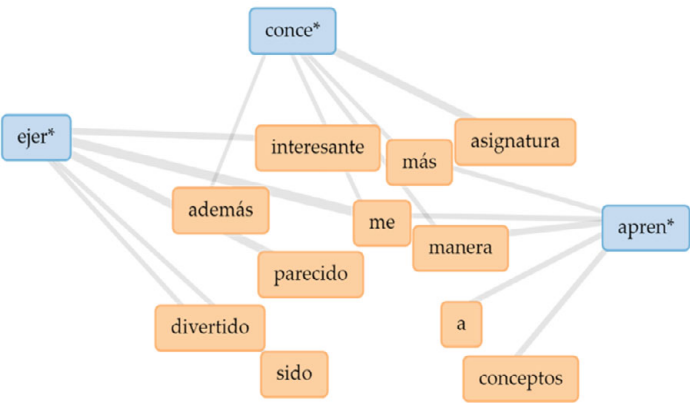 conce*
ejer*
interesante
más
asignatura
además
me
manera
apren*
parecido
divertido
a
sido
conceptos